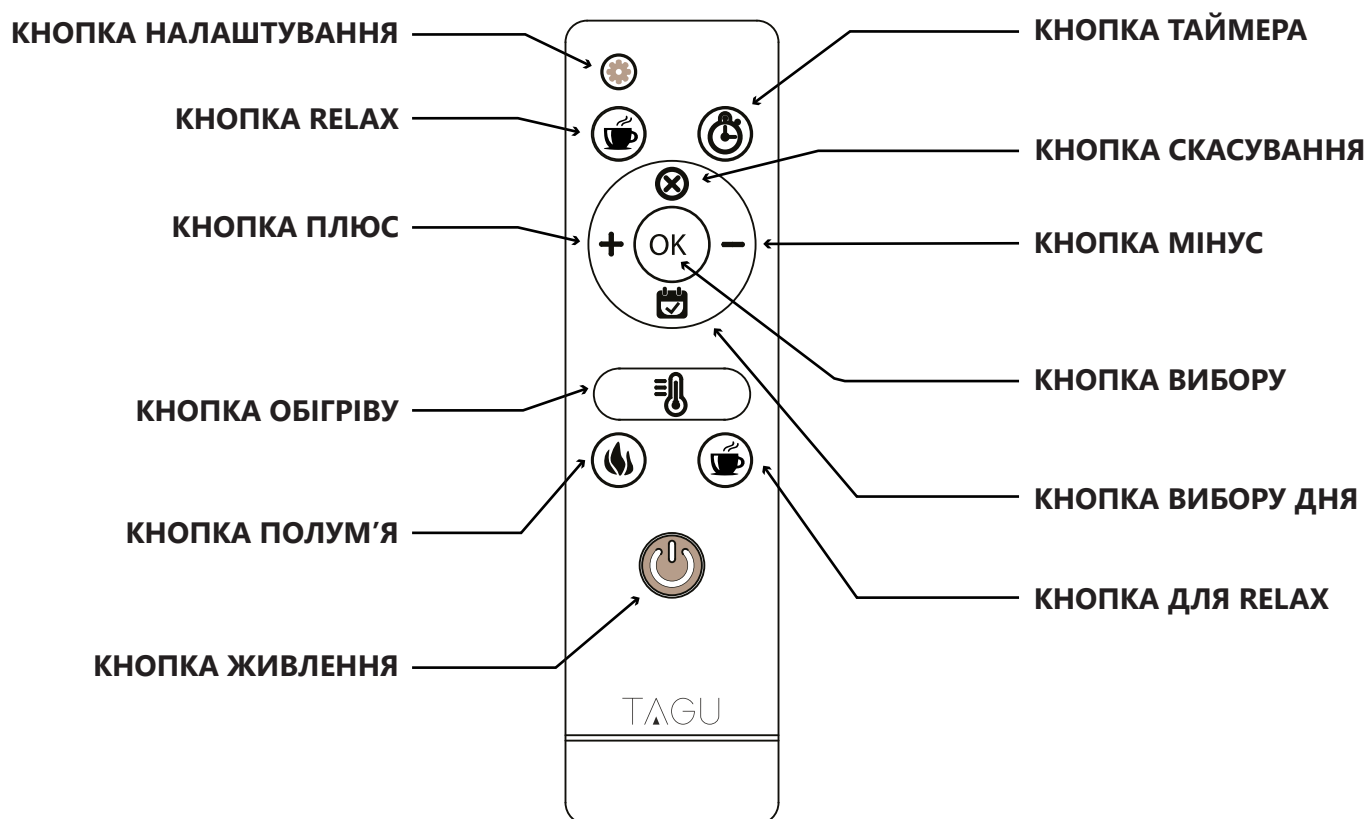 КНОПКА НАЛАШТУВАННЯ
КНОПКА RELAX
КНОПКА ПЛЮС
КНОПКА ОБІГРІВУ
КНОПКА ПОЛУМ’Я
КНОПКА ЖИВЛЕННЯ
OK
TAGU
КНОПКА ТАЙМЕРА
КНОПКА СКАСУВАННЯ
КНОПКА МІНУС
КНОПКА ВИБОРУ
КНОПКА ВИБОРУ ДНЯ
КНОПКА ДЛЯ RELAX